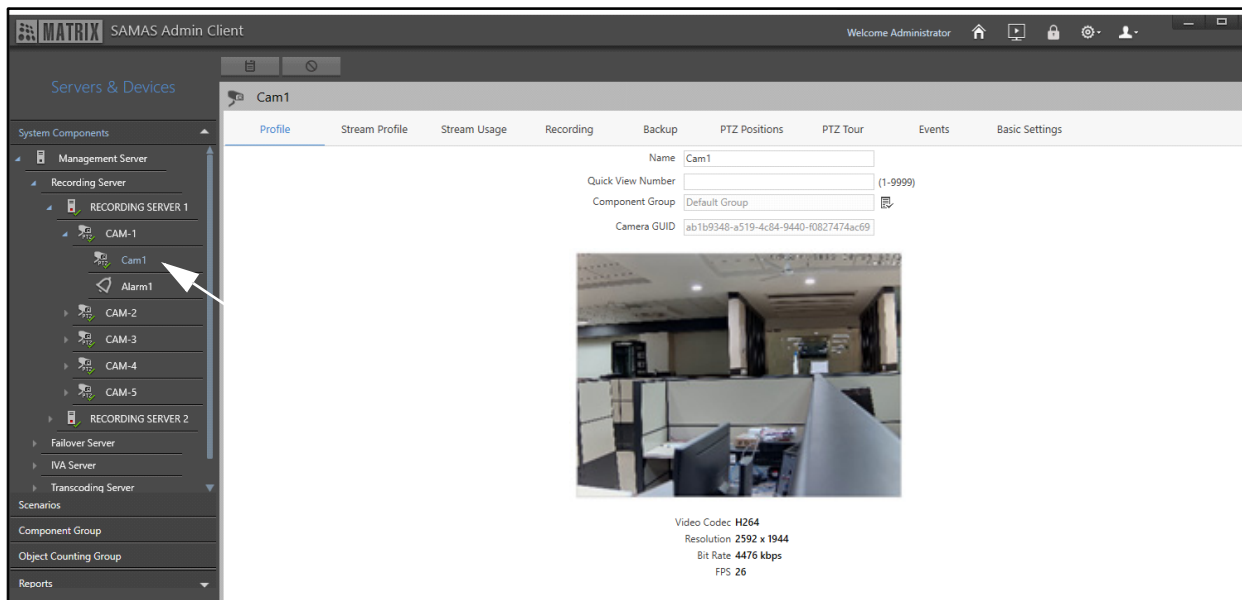 MATRIX SAMAS Admin Client
Welcome Administrator
Servers & Devices
Cam1
System Components
Profile Stream Profile Stream Usage Recording Backup PTZ Positions PTZ Tour Events Basic Settings
Management Server
Recording Server
RECORDING SERVER 1
CAM-1
Cam1
Alarm1
CAM-2
CAM-3
CAM-4
CAM-5
RECORDING SERVER 2
Failover Server
IVA Server
Transcoding Server
Scenarios
Component Group
Object Counting Group
Reports
Name Cam1
Quick View Number (1-9999)
Component Group Default Group
Camera GUID ab1b9348-a519-4c84-9440-f0827474ac69
Video Codec H264
Resolution 2592 x 1944
Bit Rate 4476 kbps
FPS 26